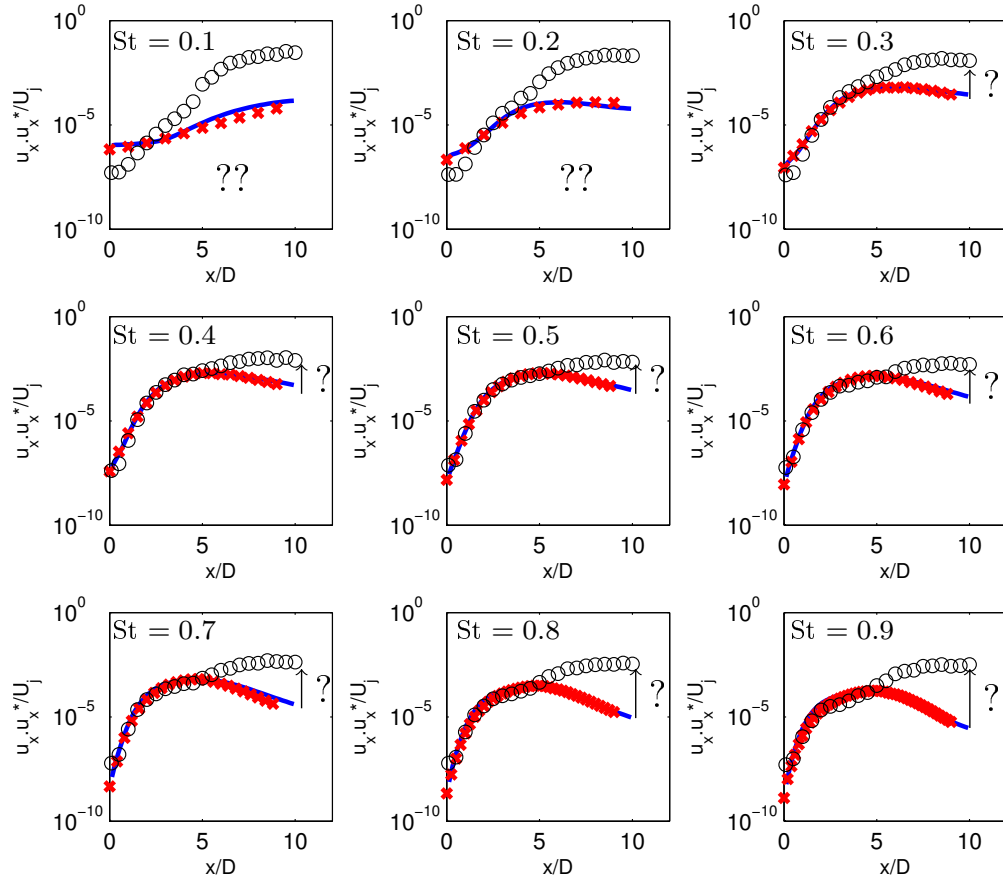 10^0
St = 0.1
u_x.u_x*/U_j
10^-5
??
10^-10
0 5 10
x/D
10^0
St = 0.2
u_x.u_x*/U_j
10^-5
??
10^-10
0 5 10
x/D
10^0
St = 0.3
?
u_x.u_x*/U_j
10^-5
10^-10
0 5 10
x/D
10^0
St = 0.4
?
u_x.u_x*/U_j
10^-5
10^-10
0 5 10
x/D
10^0
St = 0.5
?
u_x.u_x*/U_j
10^-5
10^-10
0 5 10
x/D
10^0
St = 0.6
?
u_x.u_x*/U_j
10^-5
10^-10
0 5 10
x/D
10^0
St = 0.7
?
u_x.u_x*/U_j
10^-5
10^-10
0 5 10
x/D
10^0
St = 0.8
?
u_x.u_x*/U_j
10^-5
10^-10
0 5 10
x/D
10^0
St = 0.9
?
u_x.u_x*/U_j
10^-5
10^-10
0 5 10
x/D